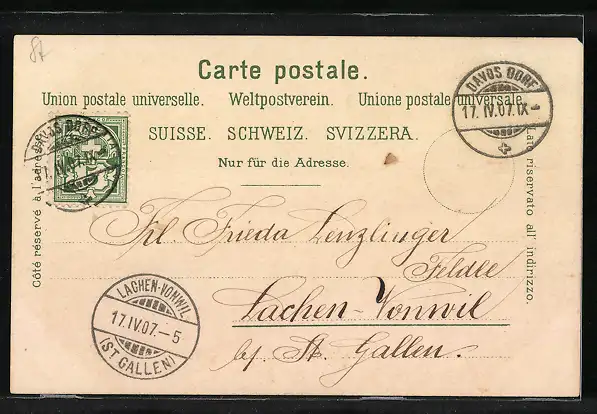 87
Carte postale.
Union postale universelle. Weltpostverein. Unione postale universale.
SUISSE. SCHWEIZ. SVIZZERA.
Nur für die Adresse.
Côté réservé à l'adresse.
Lato riservato all' indirizzo.
DAVOS DORF
17. IV. 07. IX-
Frl. Frieda Lenzlinger
Feldle
Lachen-Vonwil
by St. Gallen.
LACHEN-VONWIL
17. IV. 07.-5
(ST. GALLEN)